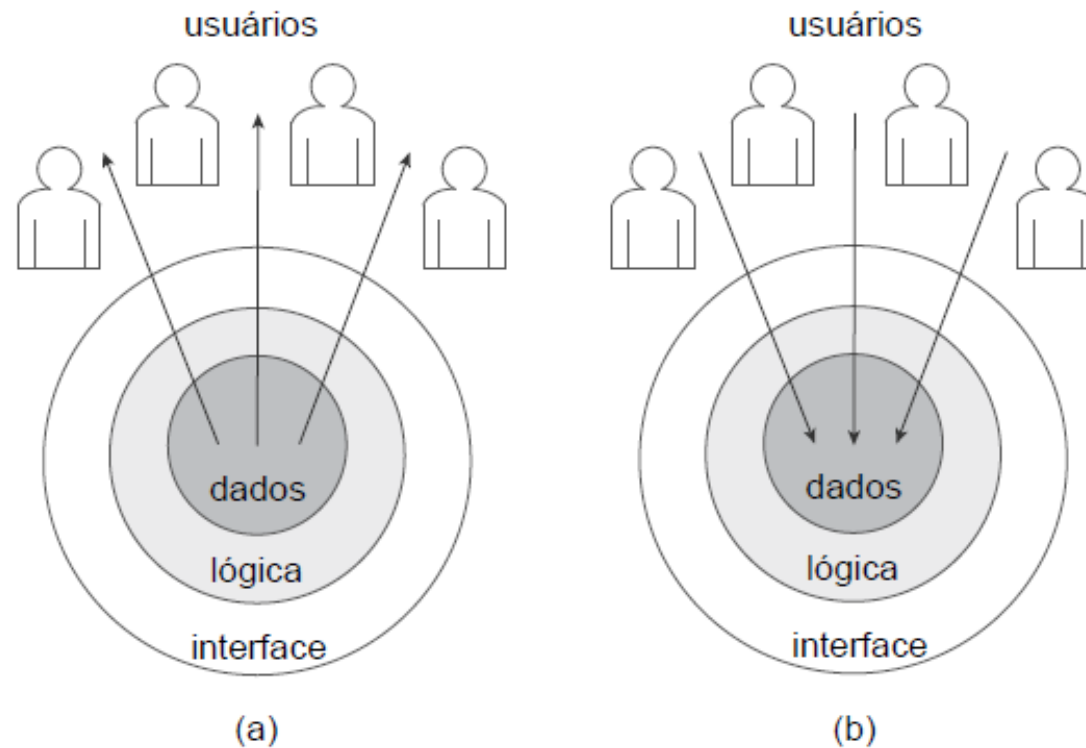 usuários
dados
lógica
interface
(a)
usuários
dados
lógica
interface
(b)